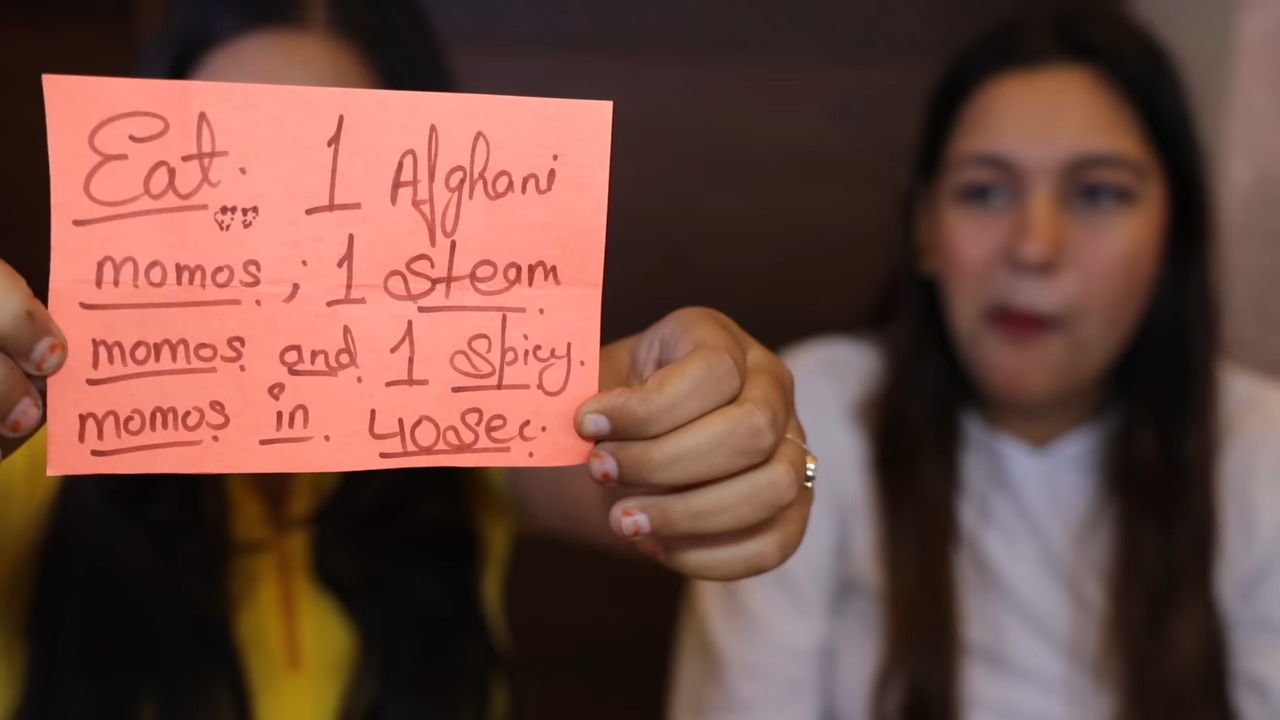 Eat. 1 Afghani
momos. ; 1 Steam.
momos. and. 1 Spicy.
momos. in. 40Sec.